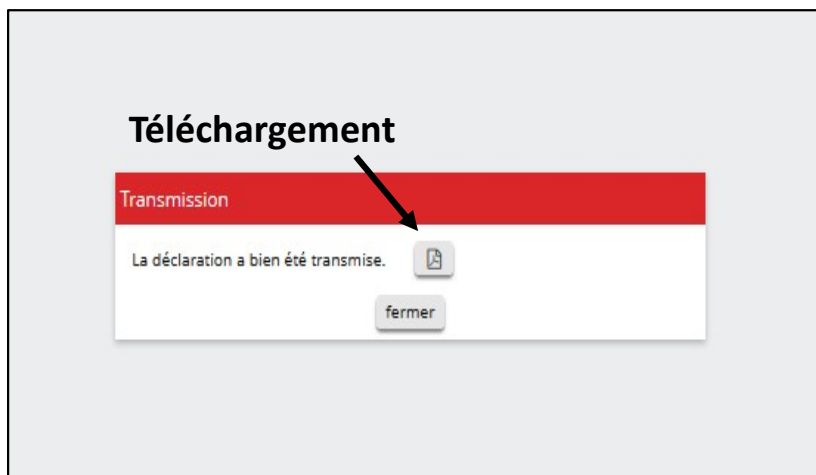 Téléchargement
Transmission
La déclaration a bien été transmise.
fermer